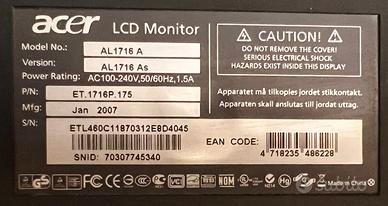 acer LCD Monitor
Model No.: AL1716 A
Version: AL1716 As
Power Rating: AC100-240V,50/60Hz,1.5A
P/N: ET.1716P.175
Mfg: Jan 2007
S/N:
ETL460C11870312E8D4045
SNID: 70307745340
CAUTION!
DO NOT REMOVE THE COVER!
SERIOUS ELECTRICAL SHOCK
HAZARDS EXIST INSIDE THIS DISPLAY
Apparatet må tilkoples jordet stikkontakt.
Apparaten skall anslutas till jordat uttag.
EAN CODE:
4 718235 486228
Made in China
subito